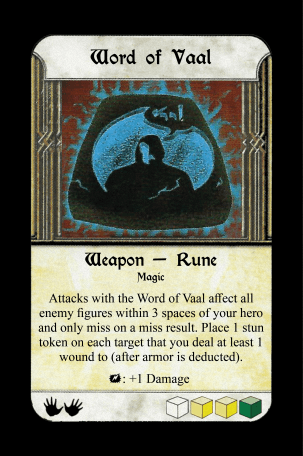 Word of Vaal
Vaal!
Weapon — Rune
Magic
Attacks with the Word of Vaal affect all
enemy figures within 3 spaces of your hero
and only miss on a miss result. Place 1 stun
token on each target that you deal at least 1
wound to (after armor is deducted).
: +1 Damage